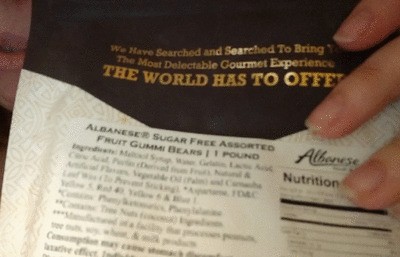 We Have Searched and Searched To Bring
The Most Delectable Gourmet Experience
THE WORLD HAS TO OFFE
ALBANESE® SUGAR FREE ASSORTED
FRUIT GUMMI BEARS | 1 POUND
Ingredients: Maltitol Syrup, Water, Gelatin, Lactic Acid,
Citric Acid, Pectin (Derived from Fruit), Natural &
Artificial Flavors, Vegetable Oil (Palm) and Carnauba
Leaf Wax (To Prevent Sticking), *Aspartame, FD&C
Yellow 5, Red 40, Yellow 6 & Blue 1.
*Contains: Phenylketonurics, Phenylalanine
**Contains: Tree Nuts (coconut) Ingredients.
***Manufactured in a facility that processes peanuts,
tree nuts, soy, wheat, & milk products.
Consumption may cause stomach
laxative effect.
Albanese
Nutrition